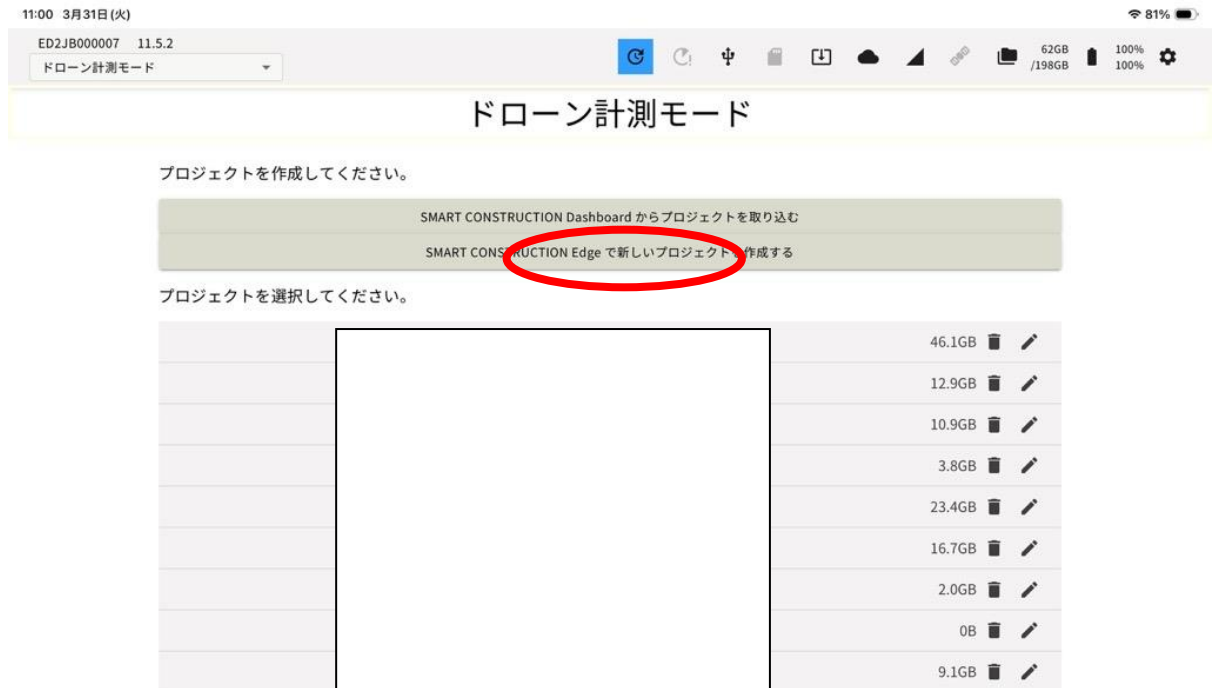 11:00 3月31日(火)
81%
ED2JB000007 11.5.2
ドローン計測モード
62GB
/198GB
100%
100%
ドローン計測モード
プロジェクトを作成してください。
SMART CONSTRUCTION Dashboard からプロジェクトを取り込む
SMART CONSTRUCTION Edge で新しいプロジェクトを作成する
プロジェクトを選択してください。
46.1GB
12.9GB
10.9GB
3.8GB
23.4GB
16.7GB
2.0GB
0B
9.1GB